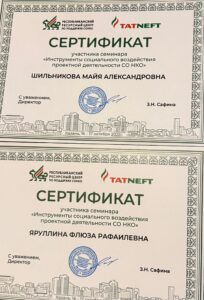 РЕСПУБЛИКАНСКИЙ
РЕСУРСНЫЙ ЦЕНТР
ПО ПОДДЕРЖКЕ СОНКО
TATNEFT
СЕРТИФИКАТ
участника семинара
«Инструменты социального воздействия
проектной деятельности СО НКО»
ШИЛЬНИКОВА МАЙЯ АЛЕКСАНДРОВНА
С уважением,
Директор
З.Н. Сафина
РЕСПУБЛИКАНСКИЙ
РЕСУРСНЫЙ ЦЕНТР
ПО ПОДДЕРЖКЕ СОНКО
TATNEFT
СЕРТИФИКАТ
участника семинара
«Инструменты социального воздействия
проектной деятельности СО НКО»
ЯРУЛЛИНА ФЛЮЗА РАФАИЛЕВНА
С уважением,
Директор
З.Н. Сафина